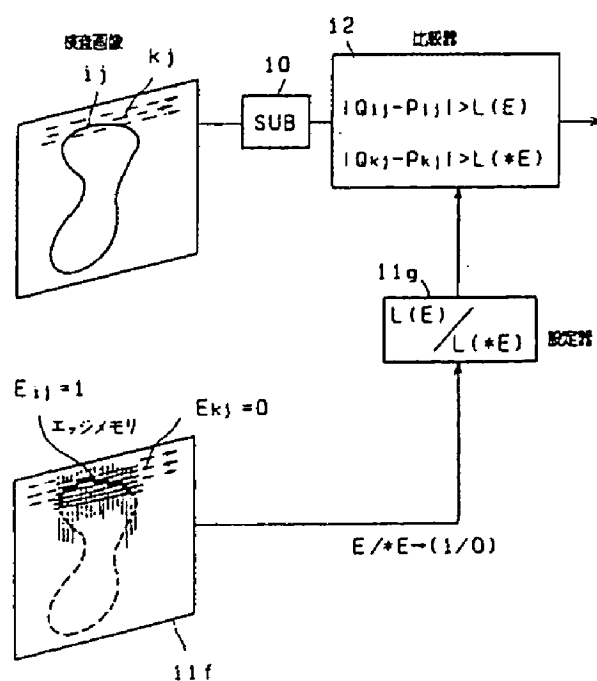 検査画像
ij
kj
10
SUB
12
比較器
|Qij-Pij|>L(E)
|Qkj-Pkj|>L(*E)
11g
L(E)/L(*E)
設定器
Eij=1
エッジメモリ
Ekj=0
E/*E→(1/0)
11f